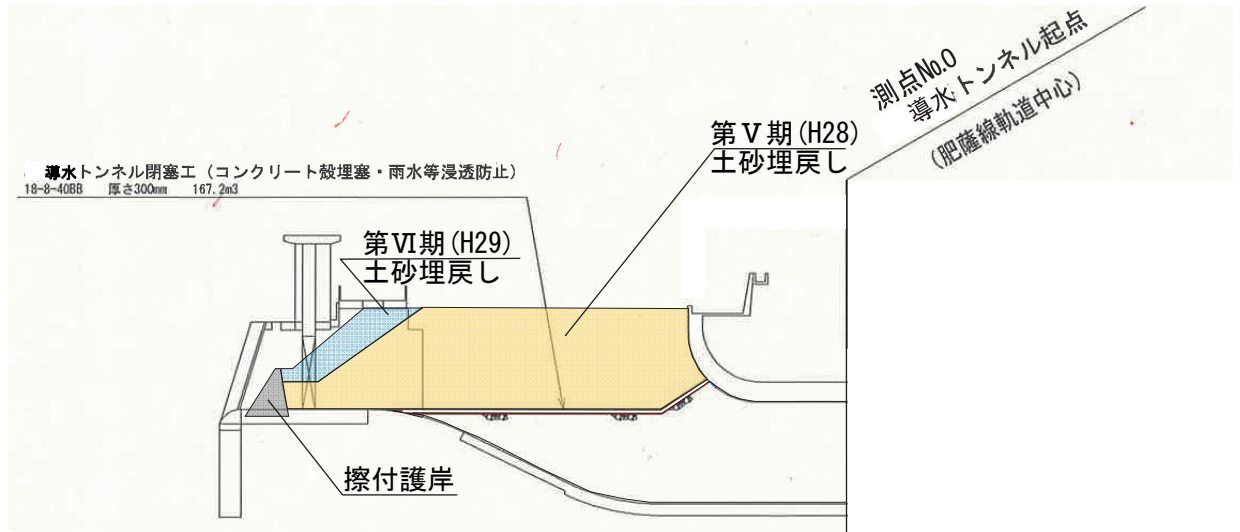 測点No.0
導水トンネル起点
(肥薩線軌道中心)
第Ⅴ期(H28)
土砂埋戻し
導水トンネル閉塞工（コンクリート殻埋塞・雨水等浸透防止）
18-8-40BB 厚さ300mm 167.2m3
第Ⅵ期(H29)
土砂埋戻し
擦付護岸